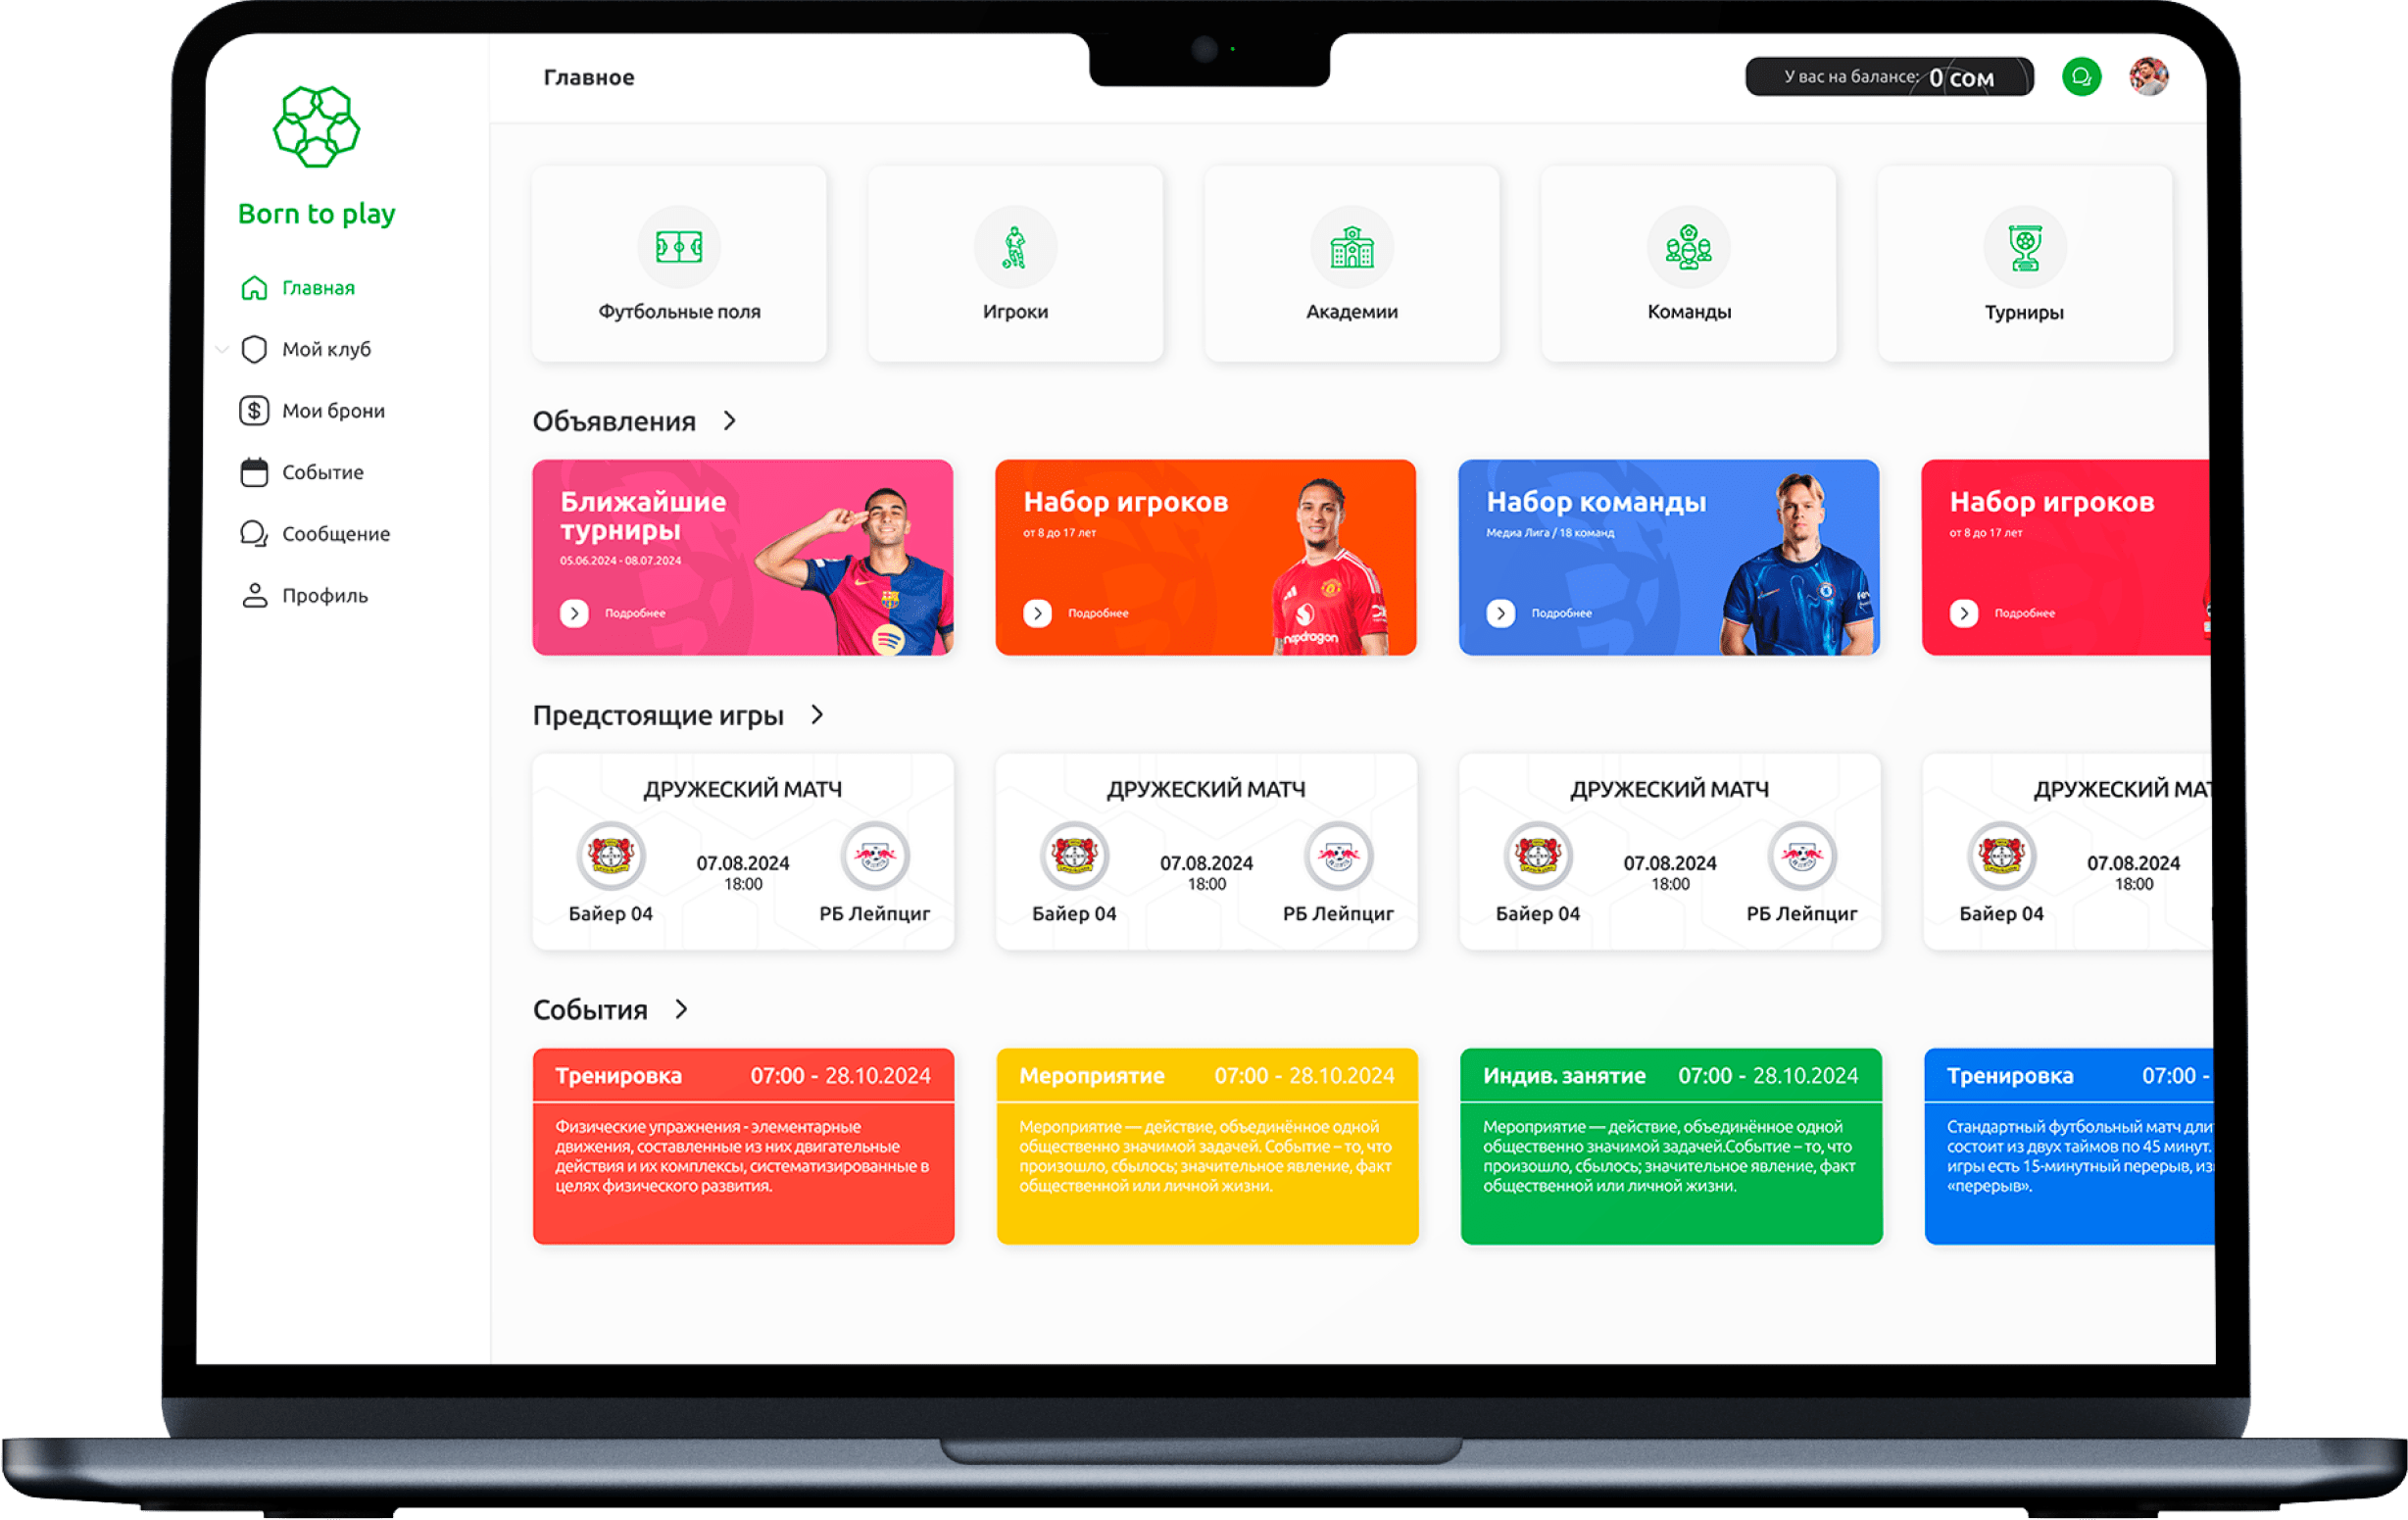 Born to play
Главная
Мой клуб
Мои брони
Событие
Сообщение
Профиль
Главное
У вас на балансе: 0 сом
Футбольные поля
Игроки
Академии
Команды
Турниры
Объявления
Ближайшие
турниры
05.06.2024 - 08.07.2024
Подробнее
Набор игроков
от 8 до 17 лет
Подробнее
snapdragon
Набор команды
Медиа Лига / 18 команд
Подробнее
Набор игроков
от 8 до 17 лет
Подробнее
Предстоящие игры
ДРУЖЕСКИЙ МАТЧ
07.08.2024
18:00
Байер 04
РБ Лейпциг
ДРУЖЕСКИЙ МАТЧ
07.08.2024
18:00
Байер 04
РБ Лейпциг
ДРУЖЕСКИЙ МАТЧ
07.08.2024
18:00
Байер 04
РБ Лейпциг
ДРУЖЕСКИЙ МАТ
07.08.2024
18:00
Байер 04
События
Тренировка 07:00 - 28.10.2024
Физические упражнения - элементарные
движения, составленные из них двигательные
действия и их комплексы, систематизированные в
целях физического развития.
Мероприятие 07:00 - 28.10.2024
Мероприятие — действие, объединённое одной
общественно значимой задачей. Событие – то, что
произошло, сбылось; значительное явление, факт
общественной или личной жизни.
Индив. занятие 07:00 - 28.10.2024
Мероприятие — действие, объединённое одной
общественно значимой задачей.Событие – то, что
произошло, сбылось; значительное явление, факт
общественной или личной жизни.
Тренировка 07:00 -
Стандартный футбольный матч дли
состоит из двух таймов по 45 минут.
игры есть 15-минутный перерыв, из
«перерыв».